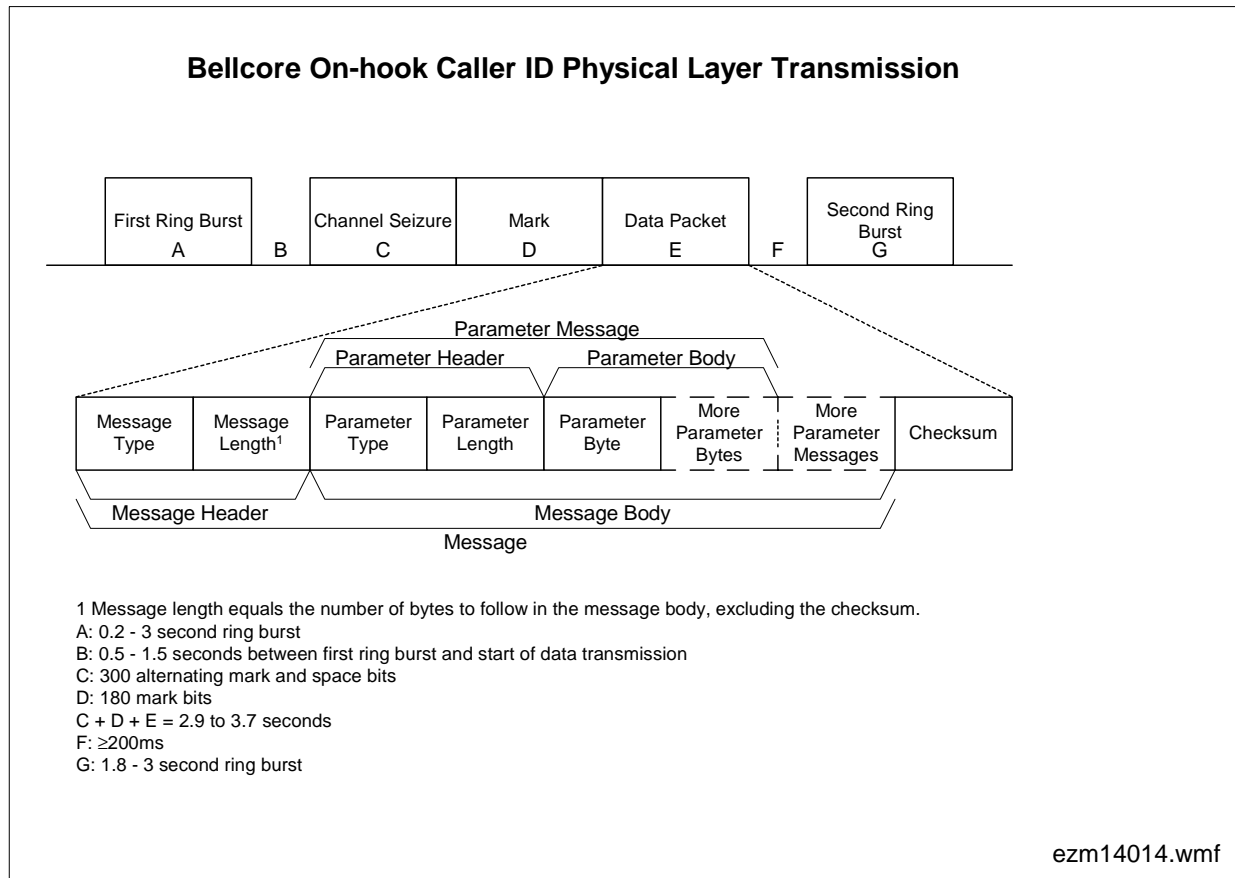 Bellcore On-hook Caller ID Physical Layer Transmission
First Ring Burst
A
B
Channel Seizure
C
Mark
D
Data Packet
E
F
Second Ring
Burst
G
Parameter Message
Parameter Header
Parameter Body
Message
Type
Message
Length¹
Parameter
Type
Parameter
Length
Parameter
Byte
More
Parameter
Bytes
More
Parameter
Messages
Checksum
Message Header
Message Body
Message
1 Message length equals the number of bytes to follow in the message body, excluding the checksum.
A: 0.2 - 3 second ring burst
B: 0.5 - 1.5 seconds between first ring burst and start of data transmission
C: 300 alternating mark and space bits
D: 180 mark bits
C + D + E = 2.9 to 3.7 seconds
F: ≥200ms
G: 1.8 - 3 second ring burst
ezm14014.wmf